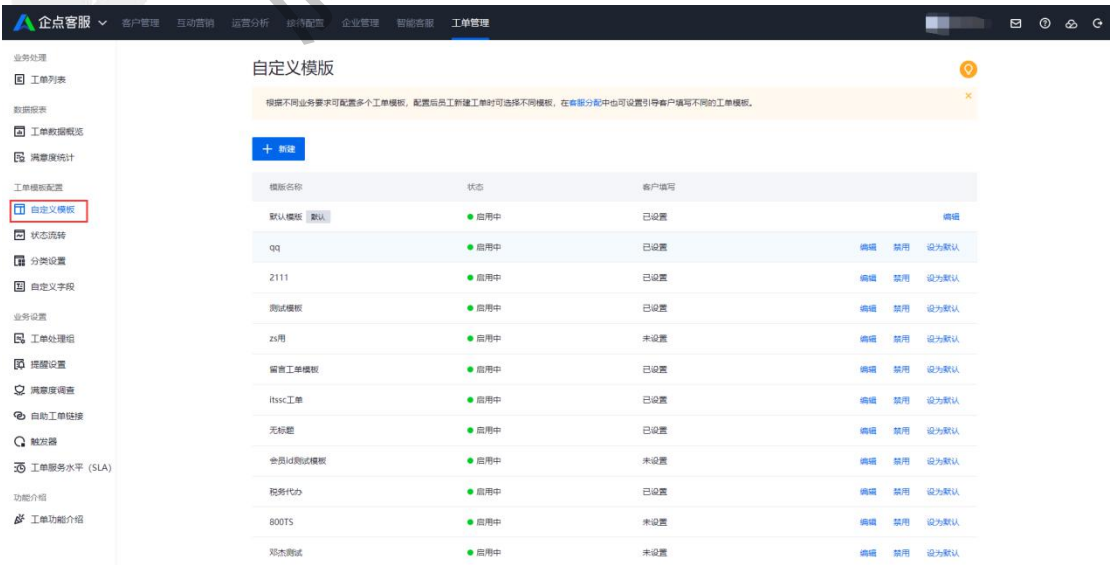 企点客服 客户管理 互动营销 运营分析 接待配置 企业管理 智能客服 工单管理
业务处理
工单列表
数据报表
工单数据概览
满意度统计
工单模板配置
自定义模板
状态流转
分类设置
自定义字段
业务设置
工单处理组
提醒设置
满意度调查
自助工单链接
触发器
工单服务水平（SLA）
功能介绍
工单功能介绍
自定义模版
根据不同业务要求可配置多个工单模板，配置后员工新建工单时可选择不同模板，在客服分配中也可设置引导客户填写不同的工单模板。
+ 新建
模版名称 状态 客户填写
默认模版 默认 启用中 已设置 编辑
qq 启用中 已设置 编辑 禁用 设为默认
2111 启用中 已设置 编辑 禁用 设为默认
测试模板 启用中 已设置 编辑 禁用 设为默认
zs用 启用中 未设置 编辑 禁用 设为默认
留言工单模板 启用中 已设置 编辑 禁用 设为默认
itssc工单 启用中 已设置 编辑 禁用 设为默认
无标题 启用中 已设置 编辑 禁用 设为默认
会员id测试模板 启用中 未设置 编辑 禁用 设为默认
税务代办 启用中 已设置 编辑 禁用 设为默认
800TS 启用中 未设置 编辑 禁用 设为默认
邓杰测试 启用中 未设置 编辑 禁用 设为默认